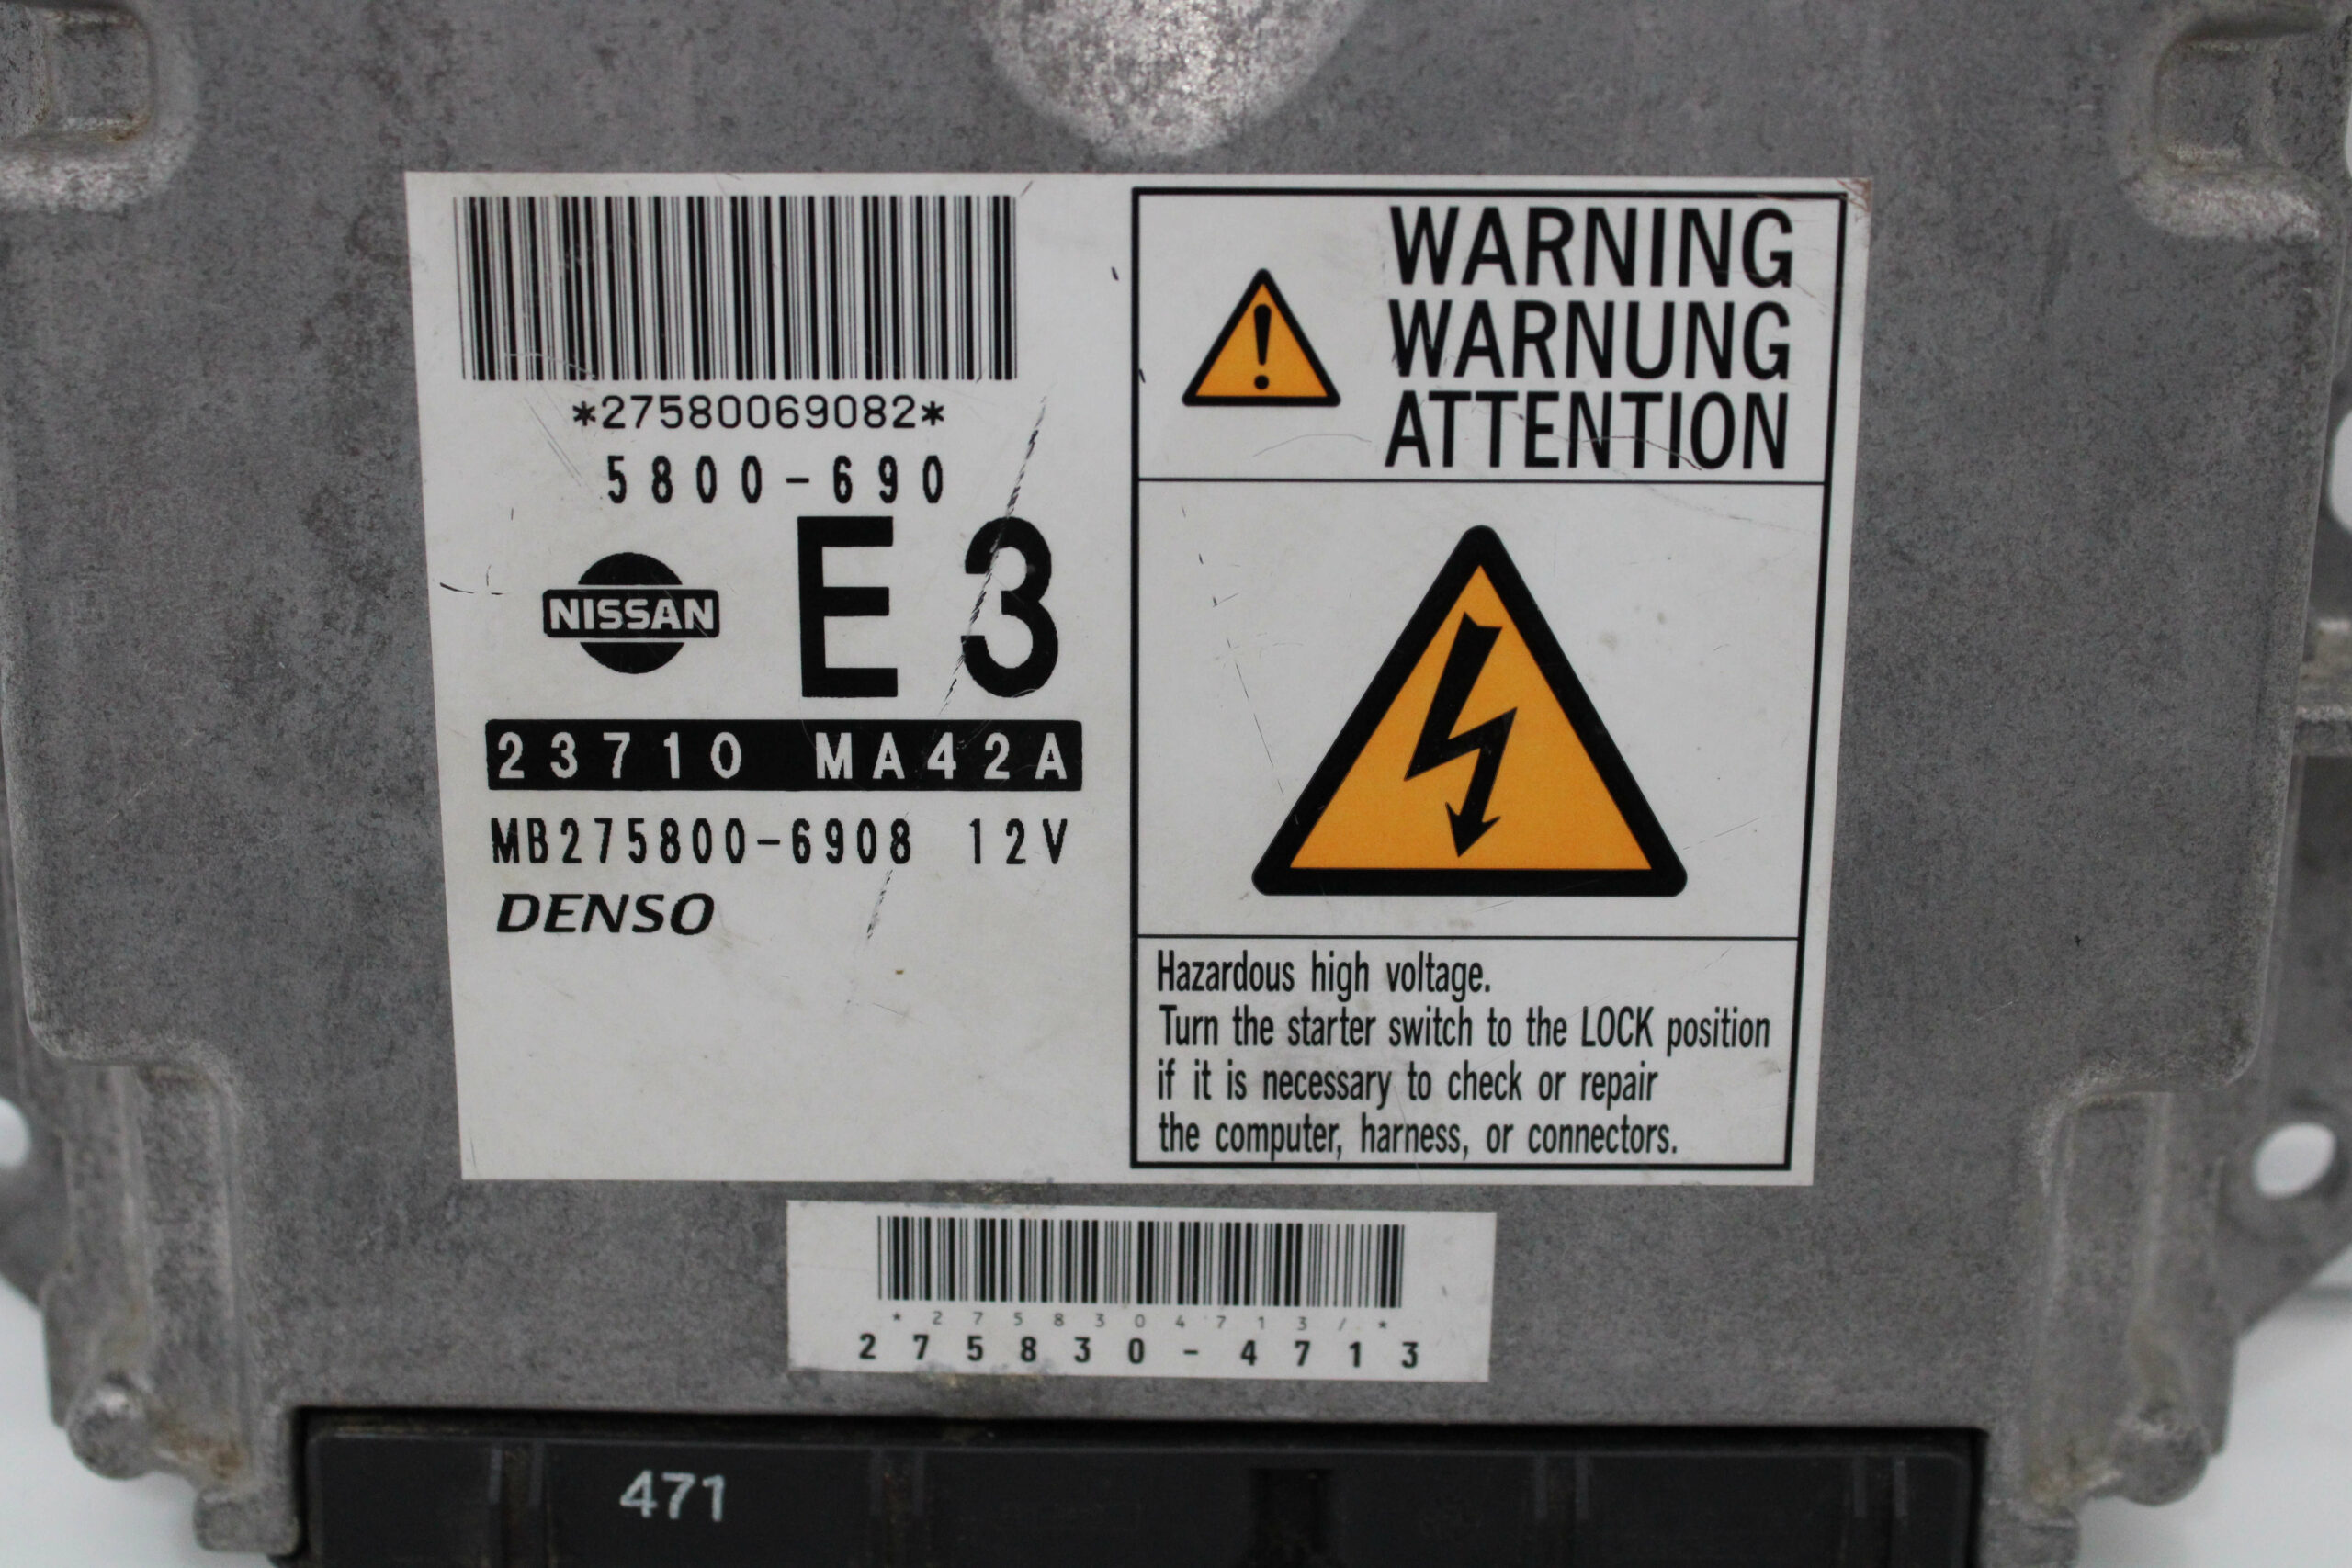 *27580069082*
5800-690
E3
NISSAN
23710 MA42A
MB275800-6908 12V
DENSO
WARNING
WARNUNG
ATTENTION
Hazardous high voltage.
Turn the starter switch to the LOCK position
if it is necessary to check or repair
the computer, harness, or connectors.
*2758304713/*
275830-4713
471